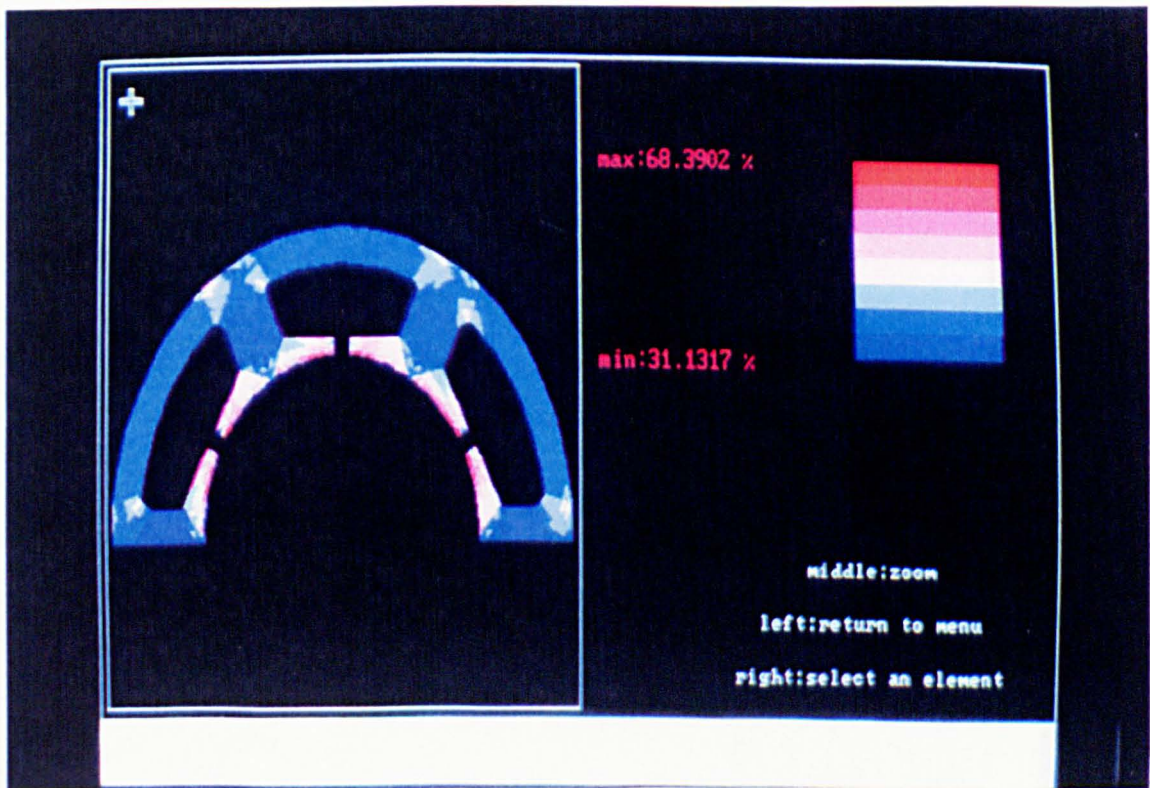 max:68.3902 %
min:31.1317 %
middle:zoom
left:return to menu
right:select an element